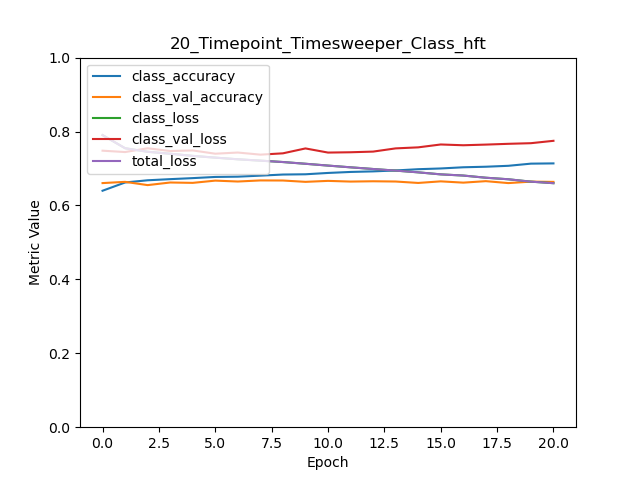 20_Timepoint_Timesweeper_Class_hft
class_accuracy
class_val_accuracy
class_loss
class_val_loss
total_loss
1.0
0.8
0.6
0.4
0.2
0.0
Metric Value
0.0 2.5 5.0 7.5 10.0 12.5 15.0 17.5 20.0
Epoch